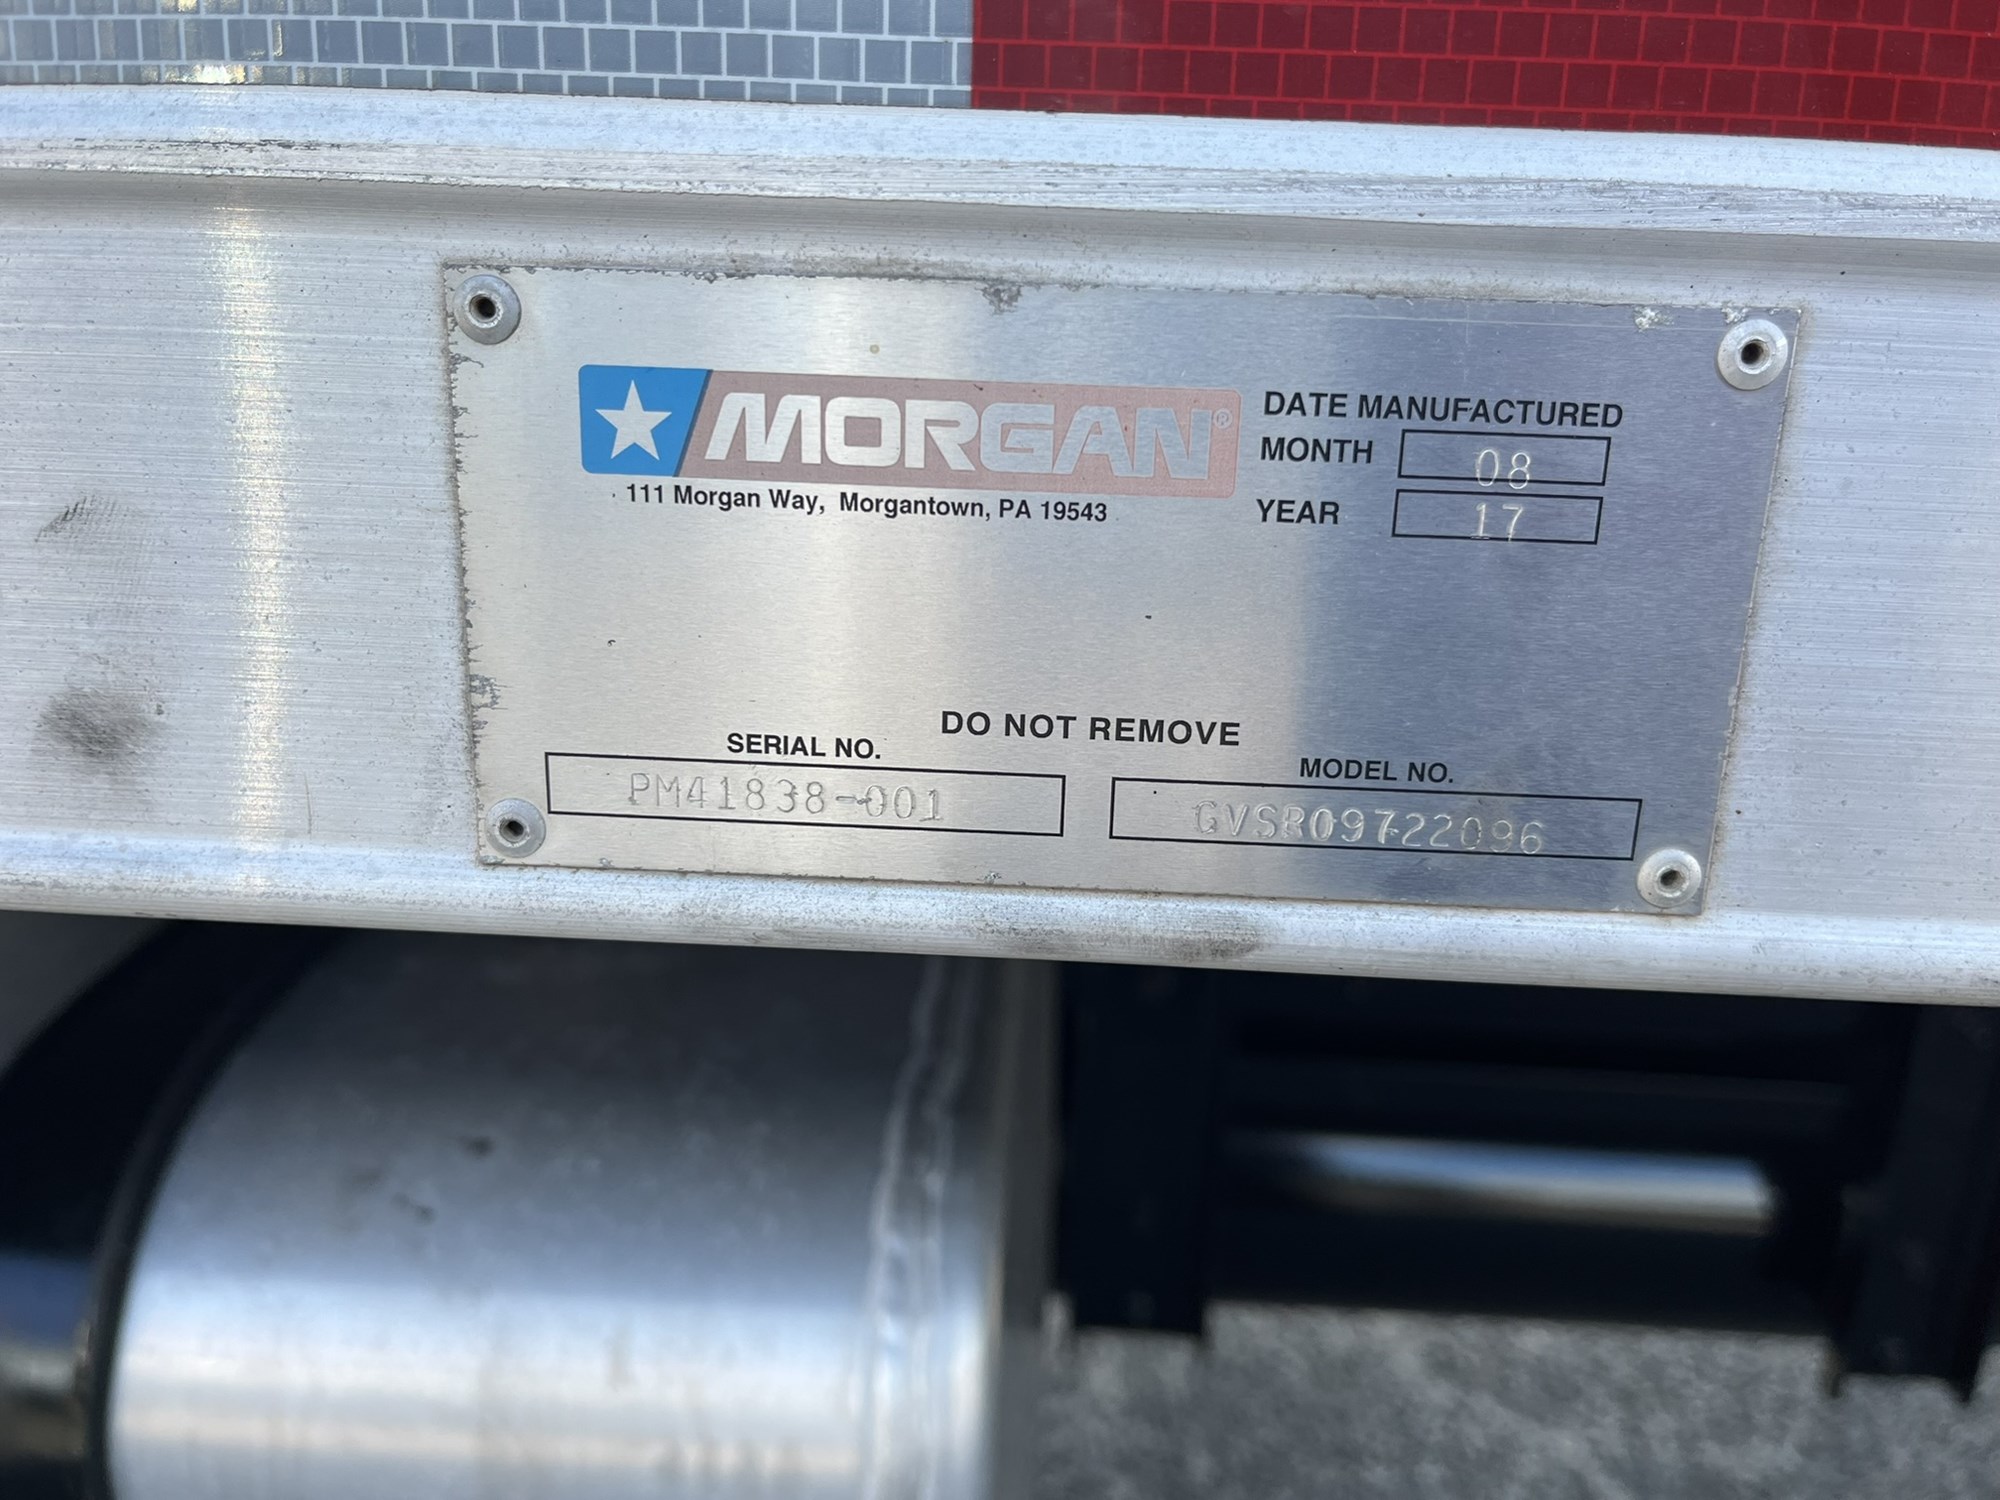 MORGAN®
111 Morgan Way, Morgantown, PA 19543
DATE MANUFACTURED
MONTH 08
YEAR 17
DO NOT REMOVE
SERIAL NO.
PM41838-001
MODEL NO.
GVSR09722096